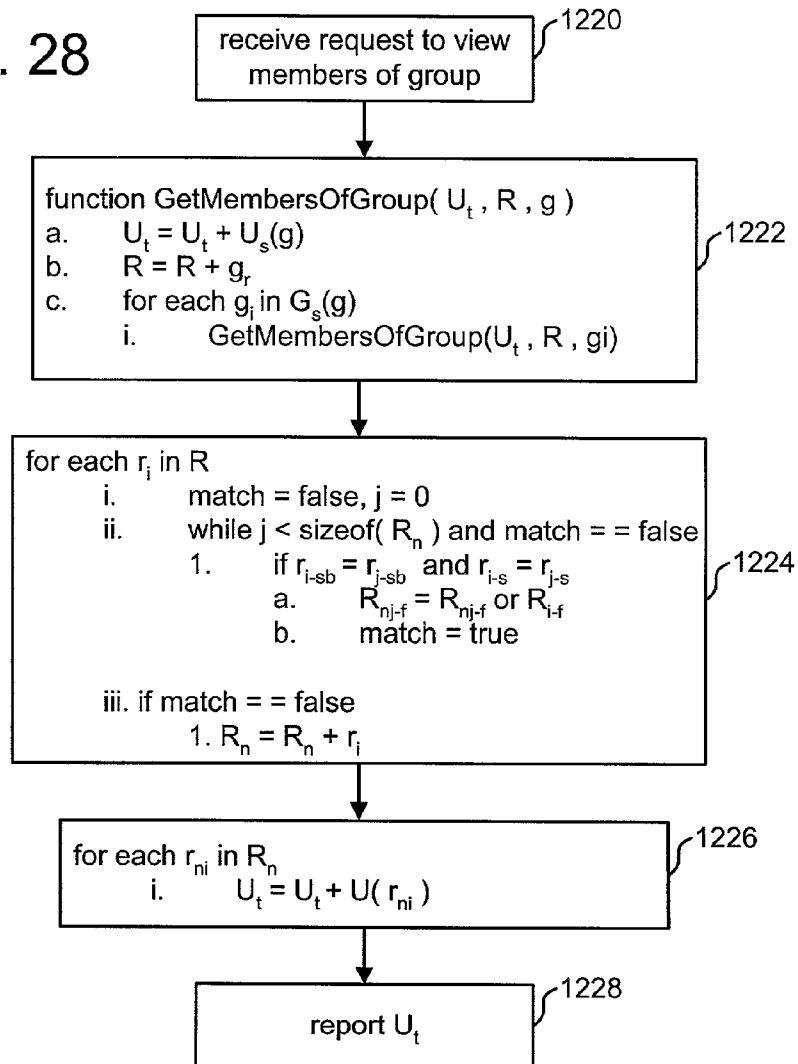 . 28
receive request to view
members of group
1220
function GetMembersOfGroup( U_t , R , g )
a. U_t = U_t + U_s(g)
b. R = R + g_r
c. for each g_i in G_s(g)
i. GetMembersOfGroup(U_t , R , gi)
1222
for each r_i in R
i. match = false, j = 0
ii. while j < sizeof( R_n ) and match = = false
1. if r_i-sb = r_j-sb and r_i-s = r_j-s
a. R_nj-f = R_nj-f or R_i-f
b. match = true
iii. if match = = false
1. R_n = R_n + r_i
1224
for each r_ni in R_n
i. U_t = U_t + U( r_ni )
1226
report U_t
1228